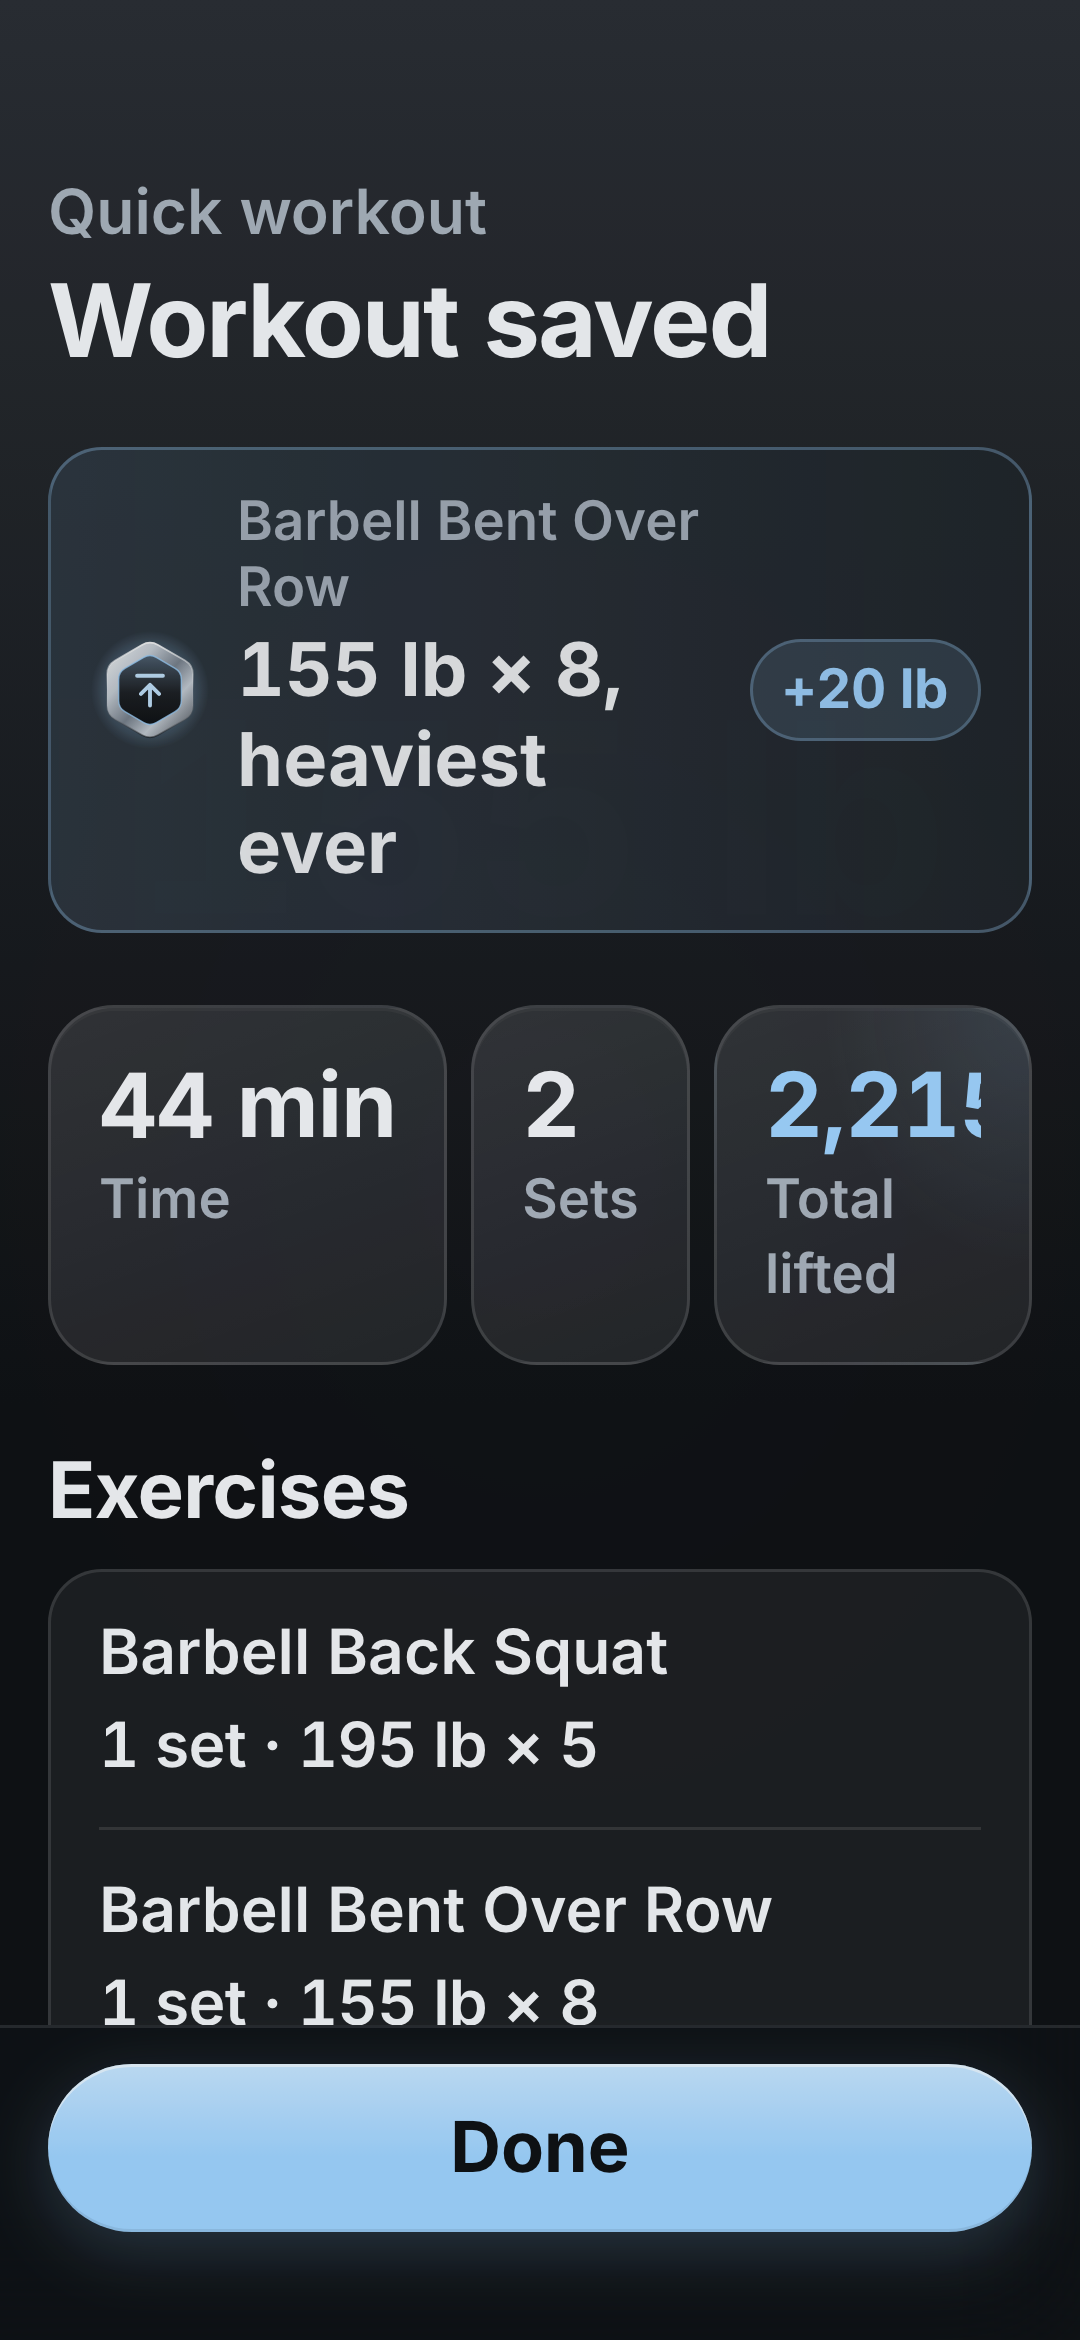 Quick workout
Workout saved
Barbell Bent Over
Row
155 lb × 8,
heaviest
ever
+20 lb
44 min
Time
2
Sets
2,215
Total
lifted
Exercises
Barbell Back Squat
1 set · 195 lb × 5
Barbell Bent Over Row
1 set · 155 lb × 8
Done